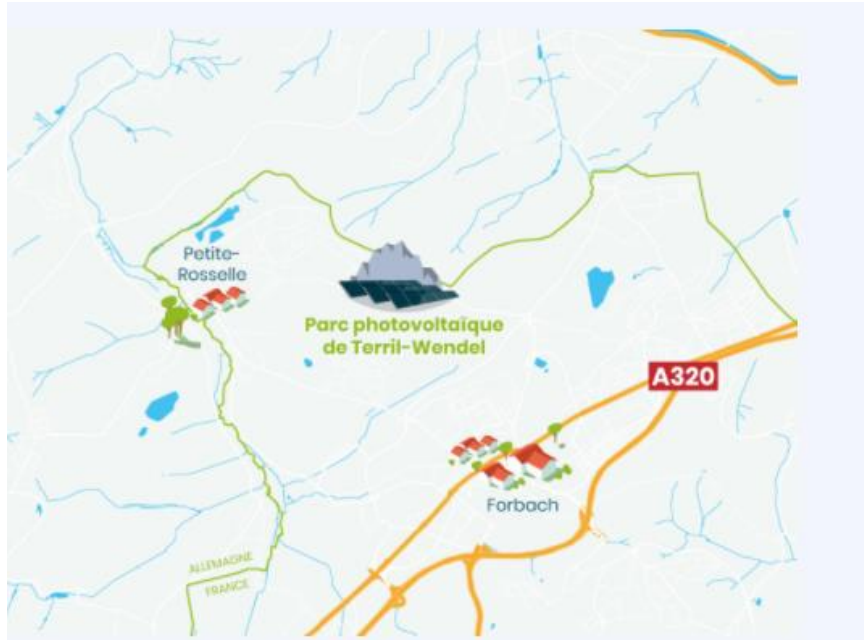 Petite-
Rosselle
Parc photovoltaïque
de Terril-Wendel
A320
Forbach
ALLEMAGNE
FRANCE